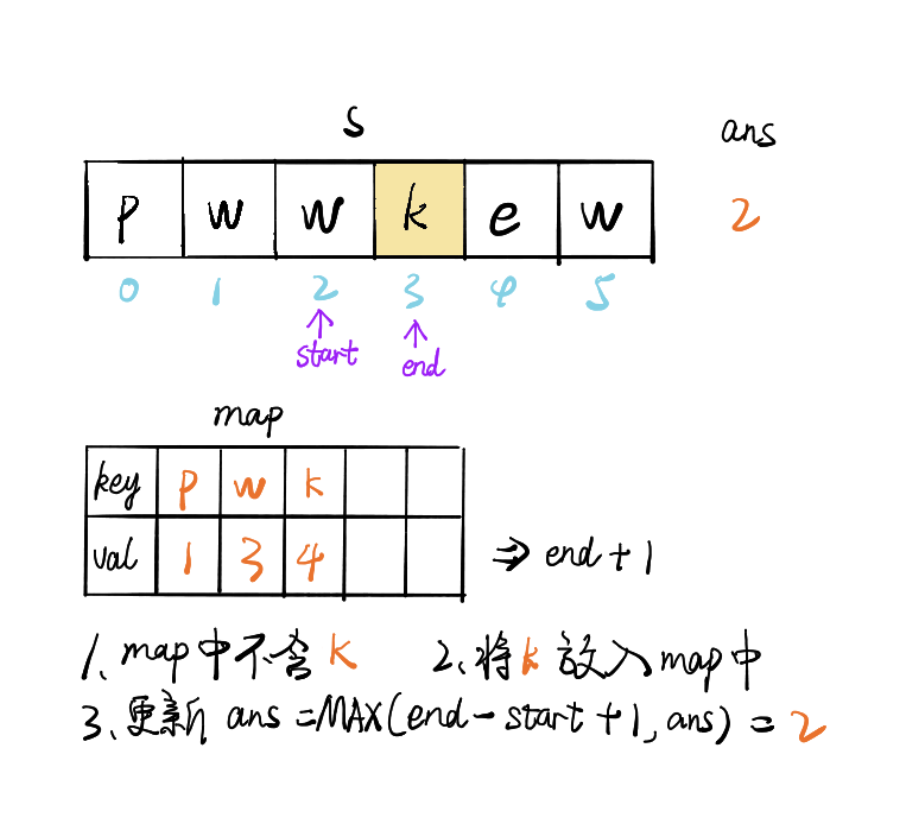 s ans
p w w k e w 2
0 1 2 3 4 5
start end
map
key p w k
val 1 3 4 ⇒ end + 1
1、map中不含k 2、将k放入map中
3、更新 ans = MAX(end - start + 1, ans) = 2